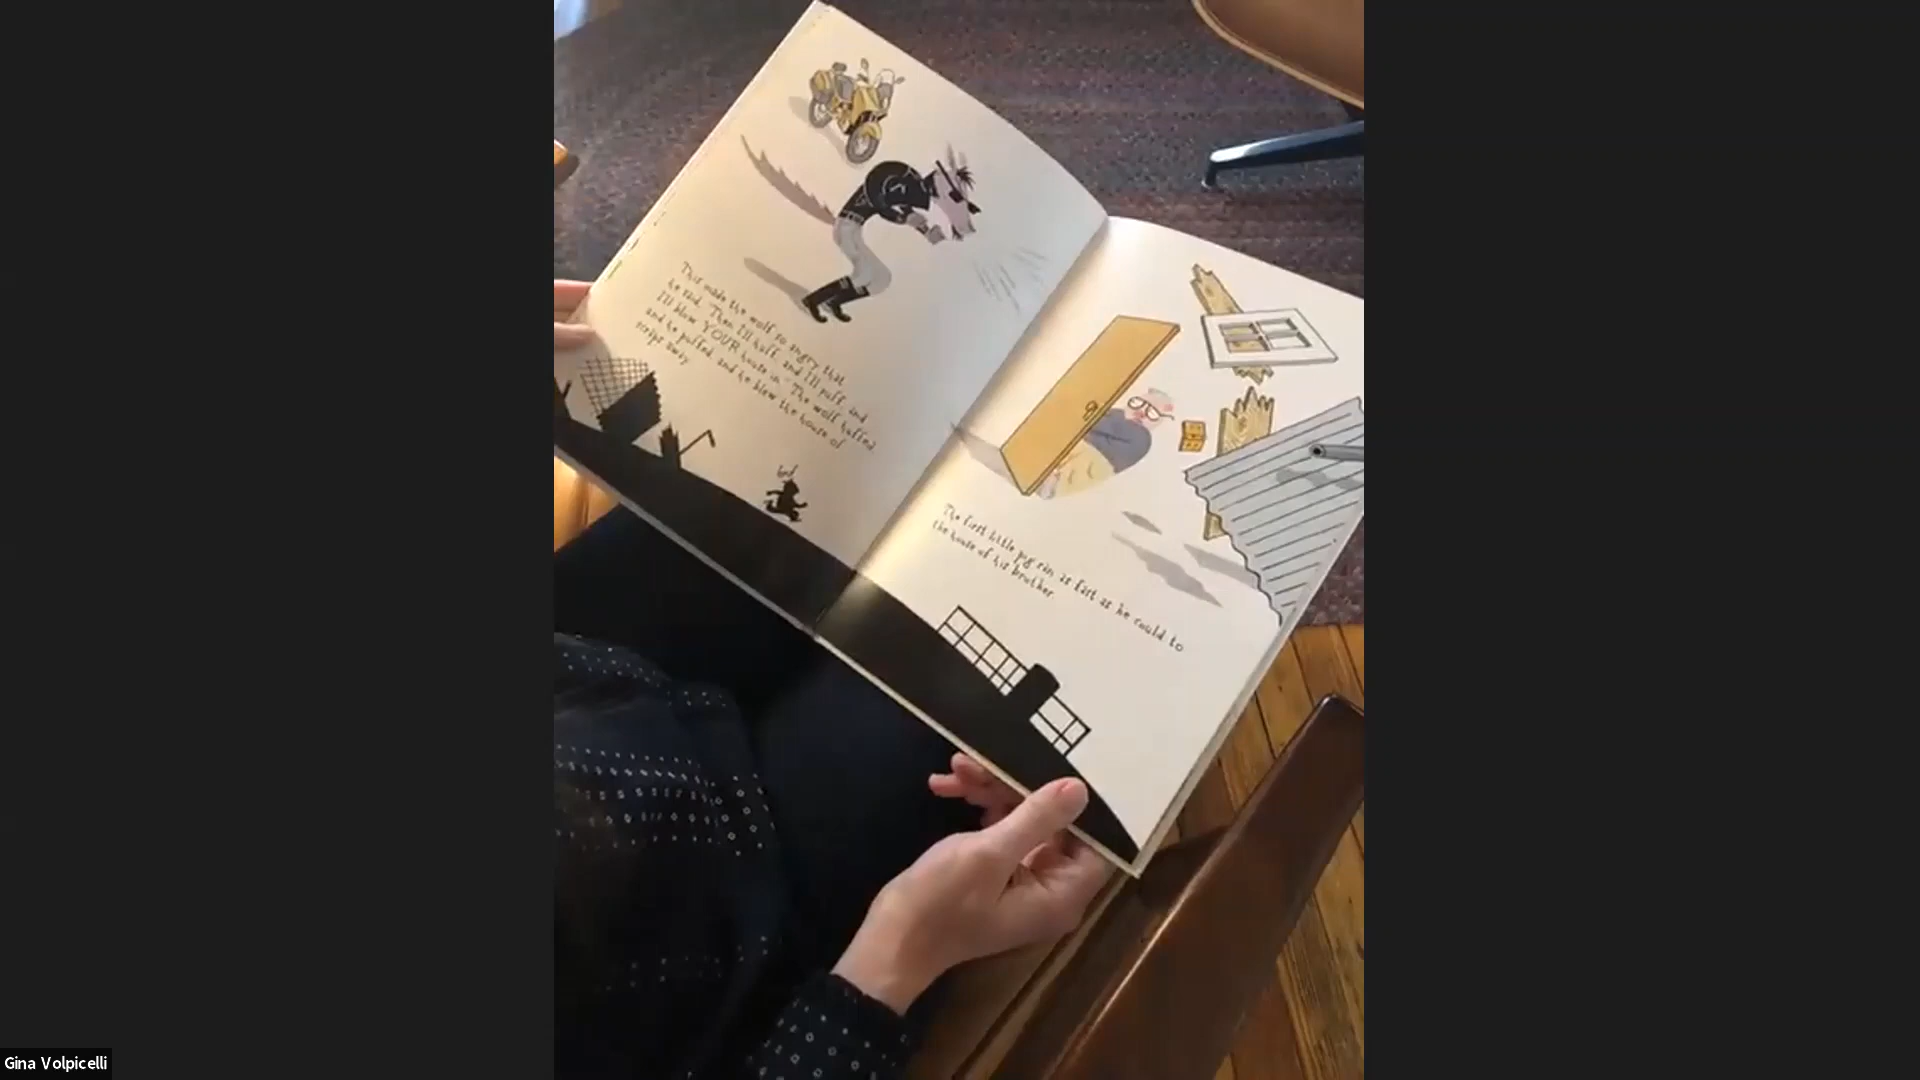 This made the wolf so angry that
he said, "Then I'll huff, and I'll puff, and
I'll blow YOUR house in." The wolf huffed
and he puffed and he blew the house of
scraps away.
The first little pig ran as fast as he could to
the house of his brother.
Gina Volpicelli